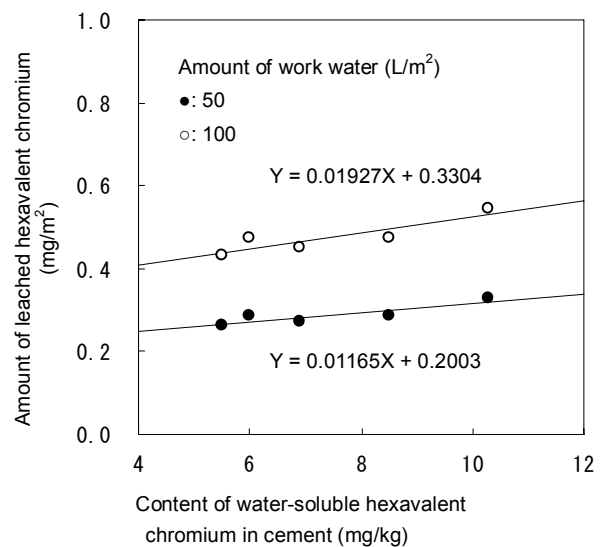 Amount of leached hexavalent chromium
(mg/m²)
1.0
0.8
0.6
0.4
0.2
0.0
Amount of work water (L/m²)
●: 50
○: 100
Y = 0.01927X + 0.3304
Y = 0.01165X + 0.2003
4 6 8 10 12
Content of water-soluble hexavalent
chromium in cement (mg/kg)